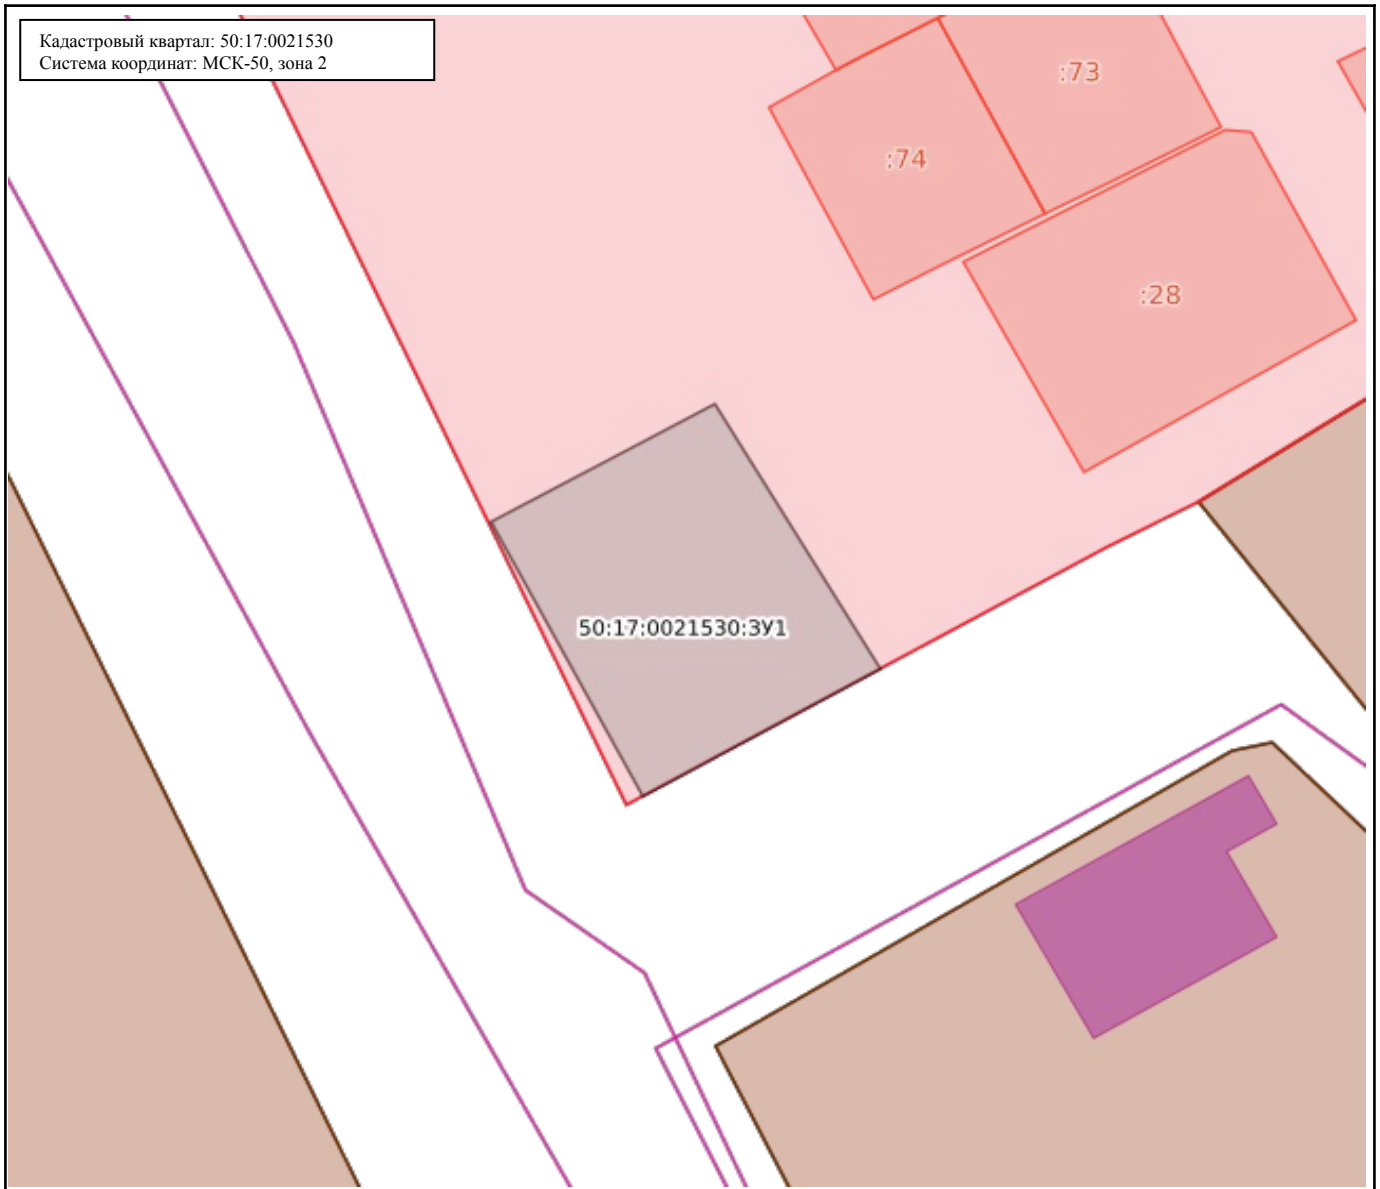 Кадастровый квартал: 50:17:0021530
Система координат: МСК-50, зона 2
:73
:74
:28
50:17:0021530:ЗУ1